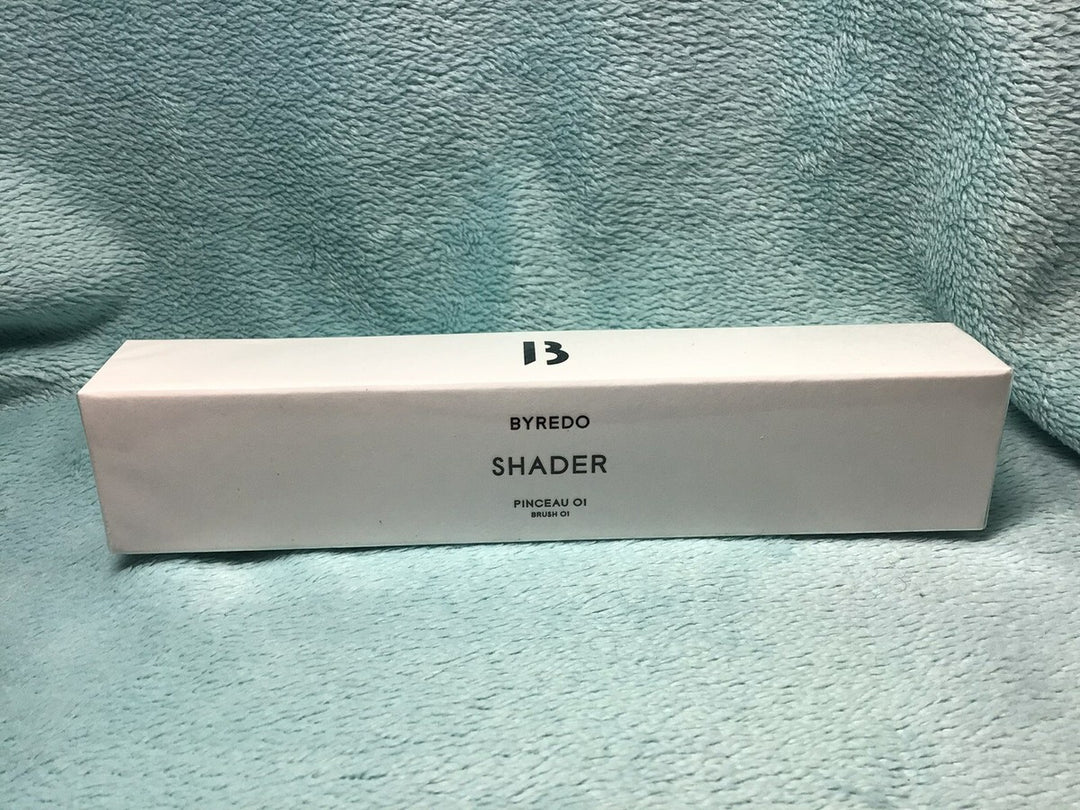 B
BYREDO
SHADER
PINCEAU 01
BRUSH 01